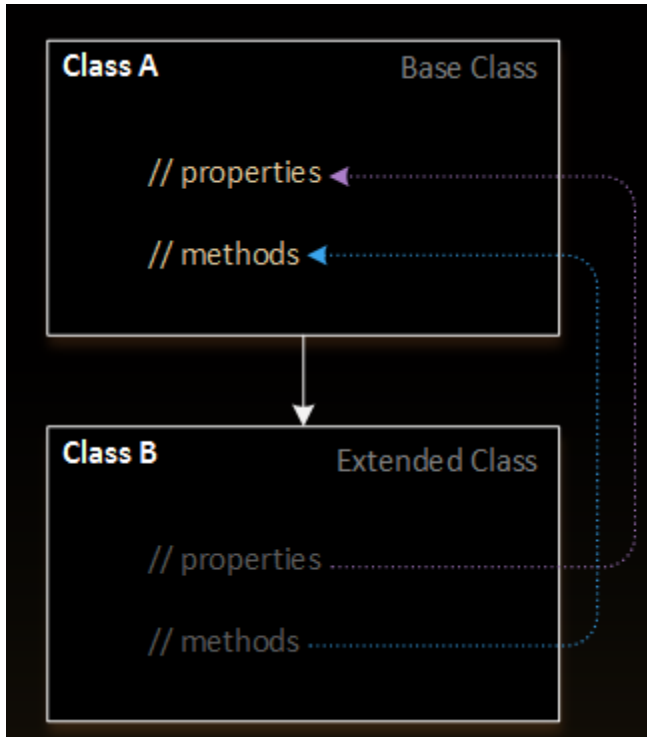 Class A
Base Class
// properties
// methods
Class B
Extended Class
// properties
// methods